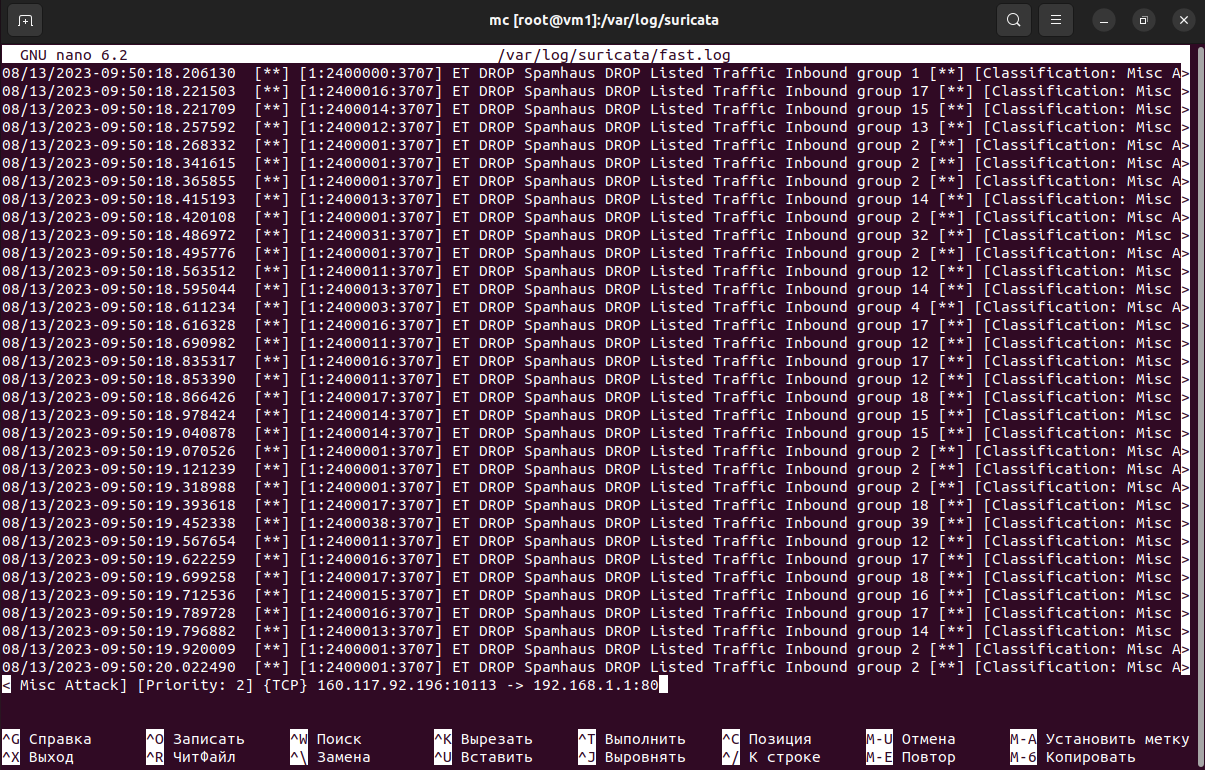 mc [root@vm1]:/var/log/suricata
GNU nano 6.2 /var/log/suricata/fast.log
08/13/2023-09:50:18.206130 [**] [1:2400000:3707] ET DROP Spamhaus DROP Listed Traffic Inbound group 1 [**] [Classification: Misc A>
08/13/2023-09:50:18.221503 [**] [1:2400016:3707] ET DROP Spamhaus DROP Listed Traffic Inbound group 17 [**] [Classification: Misc >
08/13/2023-09:50:18.221709 [**] [1:2400014:3707] ET DROP Spamhaus DROP Listed Traffic Inbound group 15 [**] [Classification: Misc >
08/13/2023-09:50:18.257592 [**] [1:2400012:3707] ET DROP Spamhaus DROP Listed Traffic Inbound group 13 [**] [Classification: Misc >
08/13/2023-09:50:18.268332 [**] [1:2400001:3707] ET DROP Spamhaus DROP Listed Traffic Inbound group 2 [**] [Classification: Misc A>
08/13/2023-09:50:18.341615 [**] [1:2400001:3707] ET DROP Spamhaus DROP Listed Traffic Inbound group 2 [**] [Classification: Misc A>
08/13/2023-09:50:18.365855 [**] [1:2400001:3707] ET DROP Spamhaus DROP Listed Traffic Inbound group 2 [**] [Classification: Misc A>
08/13/2023-09:50:18.415193 [**] [1:2400013:3707] ET DROP Spamhaus DROP Listed Traffic Inbound group 14 [**] [Classification: Misc >
08/13/2023-09:50:18.420108 [**] [1:2400001:3707] ET DROP Spamhaus DROP Listed Traffic Inbound group 2 [**] [Classification: Misc A>
08/13/2023-09:50:18.486972 [**] [1:2400031:3707] ET DROP Spamhaus DROP Listed Traffic Inbound group 32 [**] [Classification: Misc >
08/13/2023-09:50:18.495776 [**] [1:2400001:3707] ET DROP Spamhaus DROP Listed Traffic Inbound group 2 [**] [Classification: Misc A>
08/13/2023-09:50:18.563512 [**] [1:2400011:3707] ET DROP Spamhaus DROP Listed Traffic Inbound group 12 [**] [Classification: Misc >
08/13/2023-09:50:18.595044 [**] [1:2400013:3707] ET DROP Spamhaus DROP Listed Traffic Inbound group 14 [**] [Classification: Misc >
08/13/2023-09:50:18.611234 [**] [1:2400003:3707] ET DROP Spamhaus DROP Listed Traffic Inbound group 4 [**] [Classification: Misc A>
08/13/2023-09:50:18.616328 [**] [1:2400016:3707] ET DROP Spamhaus DROP Listed Traffic Inbound group 17 [**] [Classification: Misc >
08/13/2023-09:50:18.690982 [**] [1:2400011:3707] ET DROP Spamhaus DROP Listed Traffic Inbound group 12 [**] [Classification: Misc >
08/13/2023-09:50:18.835317 [**] [1:2400016:3707] ET DROP Spamhaus DROP Listed Traffic Inbound group 17 [**] [Classification: Misc >
08/13/2023-09:50:18.853390 [**] [1:2400011:3707] ET DROP Spamhaus DROP Listed Traffic Inbound group 12 [**] [Classification: Misc >
08/13/2023-09:50:18.866426 [**] [1:2400017:3707] ET DROP Spamhaus DROP Listed Traffic Inbound group 18 [**] [Classification: Misc >
08/13/2023-09:50:18.978424 [**] [1:2400014:3707] ET DROP Spamhaus DROP Listed Traffic Inbound group 15 [**] [Classification: Misc >
08/13/2023-09:50:19.040878 [**] [1:2400014:3707] ET DROP Spamhaus DROP Listed Traffic Inbound group 15 [**] [Classification: Misc >
08/13/2023-09:50:19.070526 [**] [1:2400001:3707] ET DROP Spamhaus DROP Listed Traffic Inbound group 2 [**] [Classification: Misc A>
08/13/2023-09:50:19.121239 [**] [1:2400001:3707] ET DROP Spamhaus DROP Listed Traffic Inbound group 2 [**] [Classification: Misc A>
08/13/2023-09:50:19.318988 [**] [1:2400001:3707] ET DROP Spamhaus DROP Listed Traffic Inbound group 2 [**] [Classification: Misc A>
08/13/2023-09:50:19.393618 [**] [1:2400017:3707] ET DROP Spamhaus DROP Listed Traffic Inbound group 18 [**] [Classification: Misc >
08/13/2023-09:50:19.452338 [**] [1:2400038:3707] ET DROP Spamhaus DROP Listed Traffic Inbound group 39 [**] [Classification: Misc >
08/13/2023-09:50:19.567654 [**] [1:2400011:3707] ET DROP Spamhaus DROP Listed Traffic Inbound group 12 [**] [Classification: Misc >
08/13/2023-09:50:19.622259 [**] [1:2400016:3707] ET DROP Spamhaus DROP Listed Traffic Inbound group 17 [**] [Classification: Misc >
08/13/2023-09:50:19.699258 [**] [1:2400017:3707] ET DROP Spamhaus DROP Listed Traffic Inbound group 18 [**] [Classification: Misc >
08/13/2023-09:50:19.712536 [**] [1:2400015:3707] ET DROP Spamhaus DROP Listed Traffic Inbound group 16 [**] [Classification: Misc >
08/13/2023-09:50:19.789728 [**] [1:2400016:3707] ET DROP Spamhaus DROP Listed Traffic Inbound group 17 [**] [Classification: Misc >
08/13/2023-09:50:19.796882 [**] [1:2400013:3707] ET DROP Spamhaus DROP Listed Traffic Inbound group 14 [**] [Classification: Misc >
08/13/2023-09:50:19.920009 [**] [1:2400001:3707] ET DROP Spamhaus DROP Listed Traffic Inbound group 2 [**] [Classification: Misc A>
08/13/2023-09:50:20.022490 [**] [1:2400001:3707] ET DROP Spamhaus DROP Listed Traffic Inbound group 2 [**] [Classification: Misc A>
< Misc Attack] [Priority: 2] {TCP} 160.117.92.196:10113 -> 192.168.1.1:80
^G Справка ^O Записать ^W Поиск ^K Вырезать ^T Выполнить ^C Позиция M-U Отмена M-A Установить метку
^X Выход ^R ЧитФайл ^\ Замена ^U Вставить ^J Выровнять ^/ К строке M-E Повтор M-6 Копировать